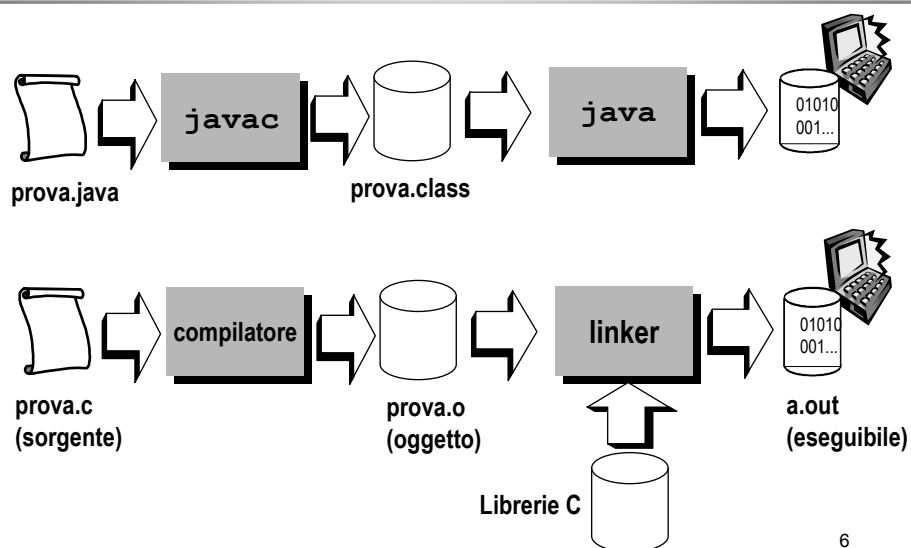 javac
java
01010
001...
prova.java
prova.class
compilatore
linker
01010
001...
prova.c
(sorgente)
prova.o
(oggetto)
a.out
(eseguibile)
Librerie C
6